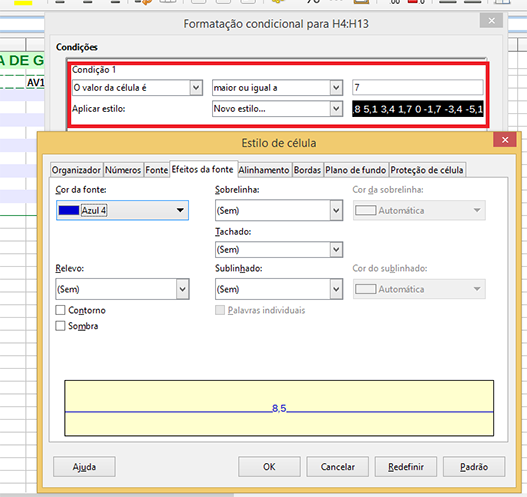 Formatação condicional para H4:H13
A DE G
Condições
AV1
Condição 1
O valor da célula é maior ou igual a 7
Aplicar estilo: Novo estilo... 8 5,1 3,4 1,7 0 -1,7 -3,4 -5,1
Estilo de célula
Organizador Números Fonte Efeitos da fonte Alinhamento Bordas Plano de fundo Proteção de célula
Cor da fonte: Sobrelinha: Cor da sobrelinha:
Azul 4 (Sem) Automática
Tachado:
(Sem)
Relevo: Sublinhado: Cor do sublinhado:
(Sem) (Sem) Automática
Contorno Palavras individuais
Sombra
8,5
Ajuda OK Cancelar Redefinir Padrão